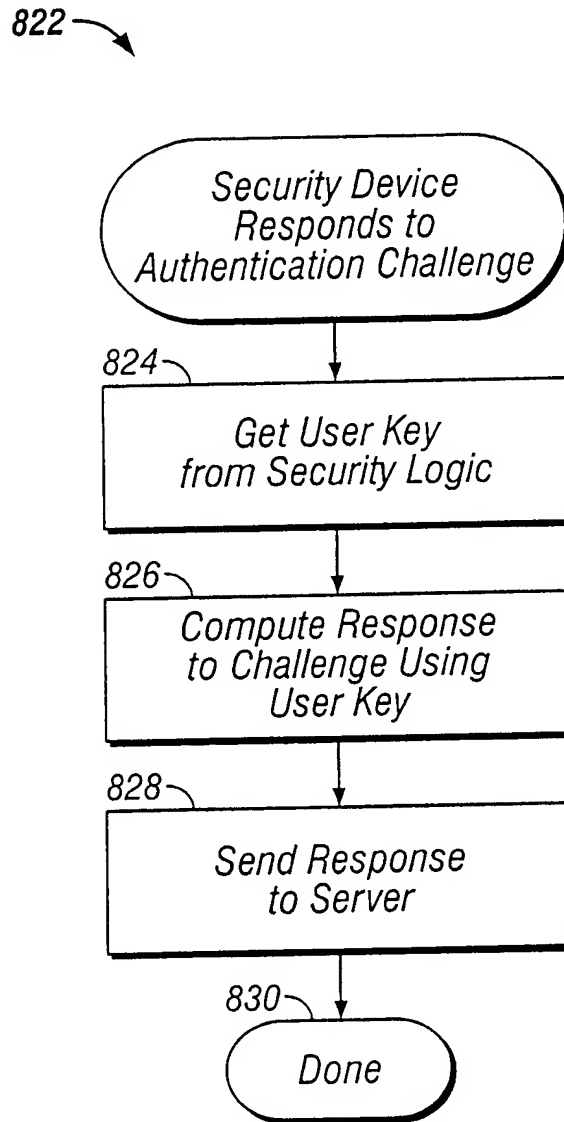 822
Security Device
Responds to
Authentication Challenge
824
Get User Key
from Security Logic
826
Compute Response
to Challenge Using
User Key
828
Send Response
to Server
830
Done